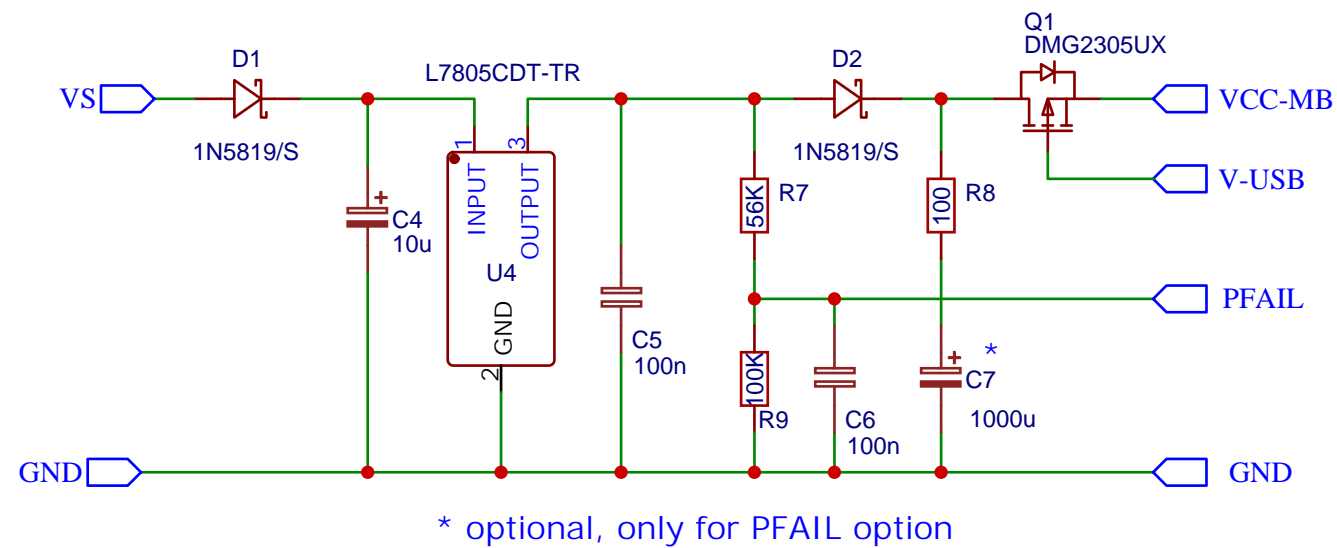 Q1
DMG2305UX
D1
D2
L7805CDT-TR
VS
VCC-MB
1N5819/S
1N5819/S
1
3
INPUT
OUTPUT
V-USB
56K
R7
100
R8
+
C4
10u
U4
GND
PFAIL
C5
100n
100K
R9
*
+
C7
1000u
C6
100n
2
GND
GND
* optional, only for PFAIL option